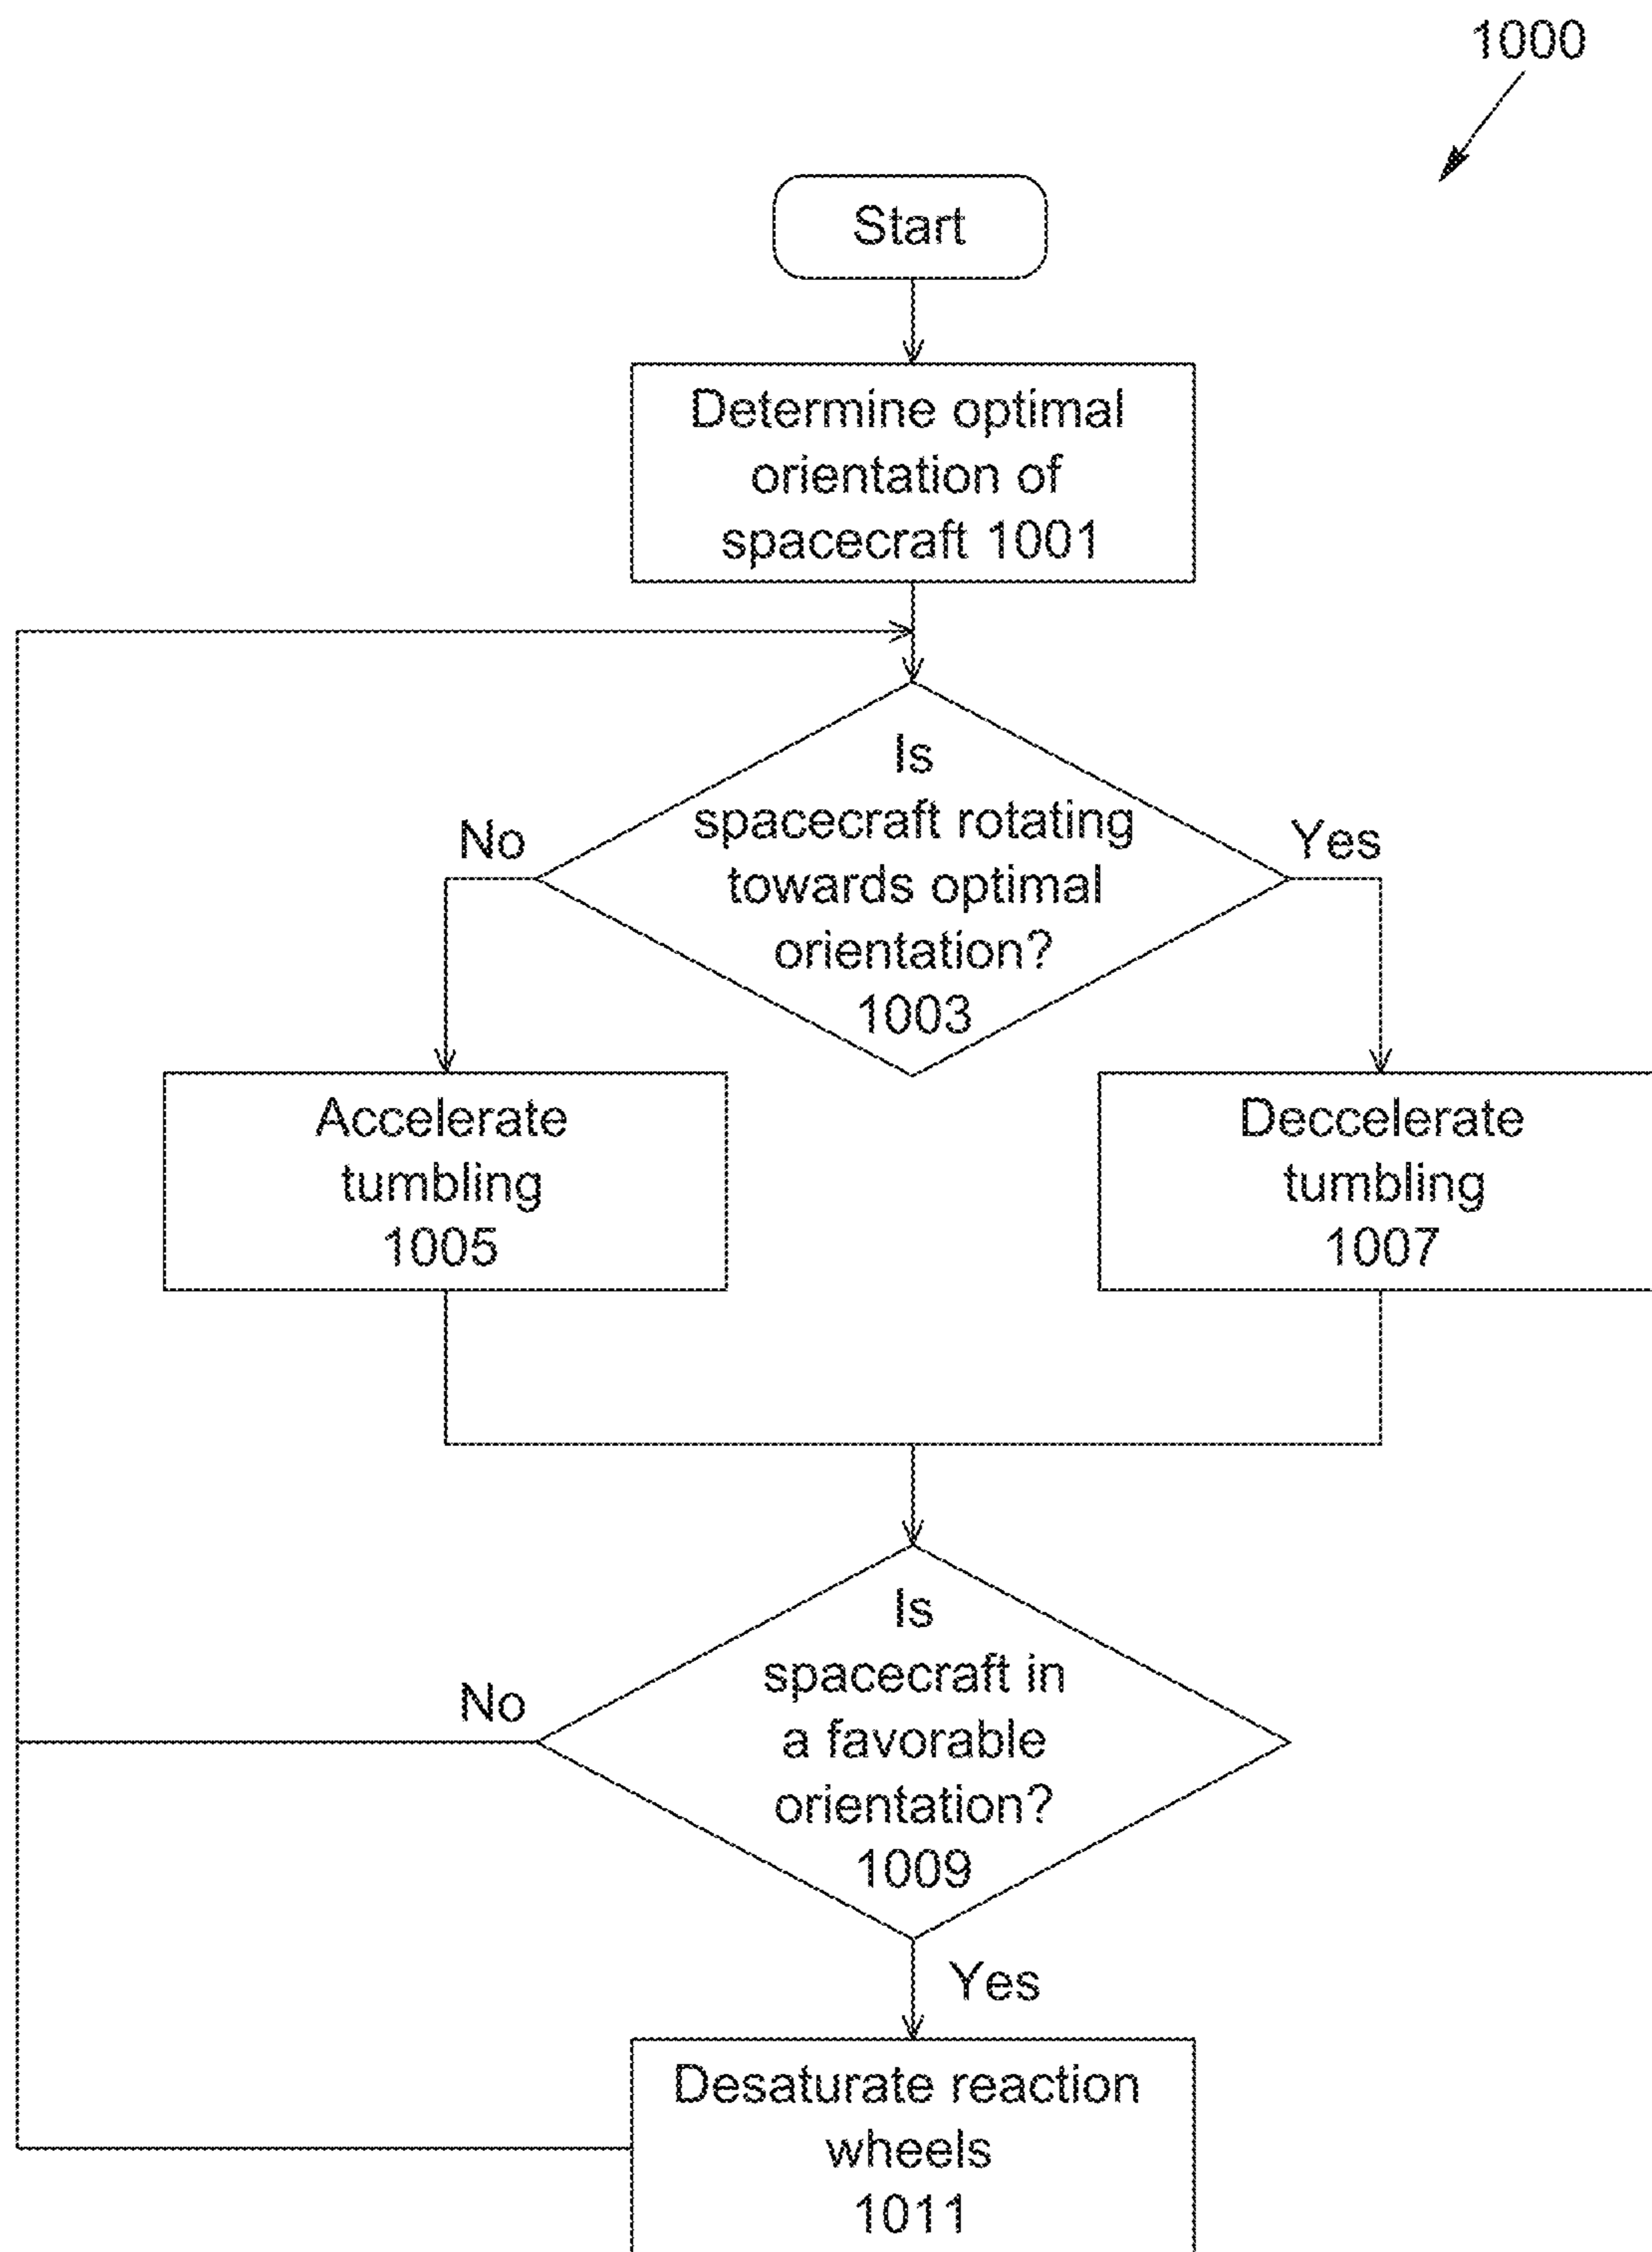 1000
Start
Determine optimal
orientation of
spacecraft 1001
Is
spacecraft rotating
towards optimal
orientation?
1003
No
Yes
Accelerate
tumbling
1005
Deccelerate
tumbling
1007
Is
spacecraft in
a favorable
orientation?
1009
No
Yes
Desaturate reaction
wheels
1011